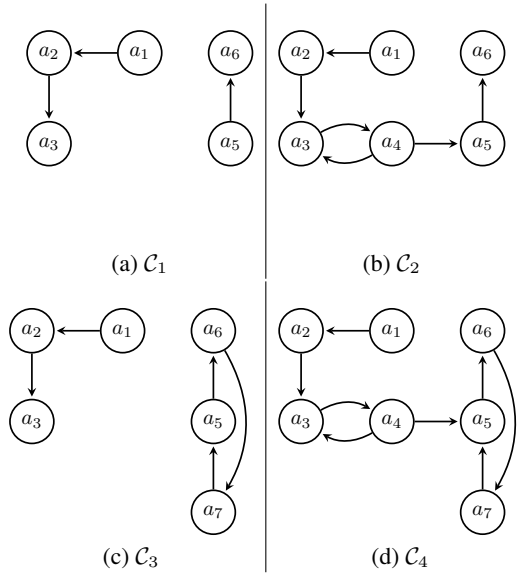 a₂ a₁ a₆
a₃ a₅
(a) 𝒞₁
a₂ a₁ a₆
a₃ a₄ a₅
(b) 𝒞₂
a₂ a₁ a₆
a₃ a₅
a₇
(c) 𝒞₃
a₂ a₁ a₆
a₃ a₄ a₅
a₇
(d) 𝒞₄